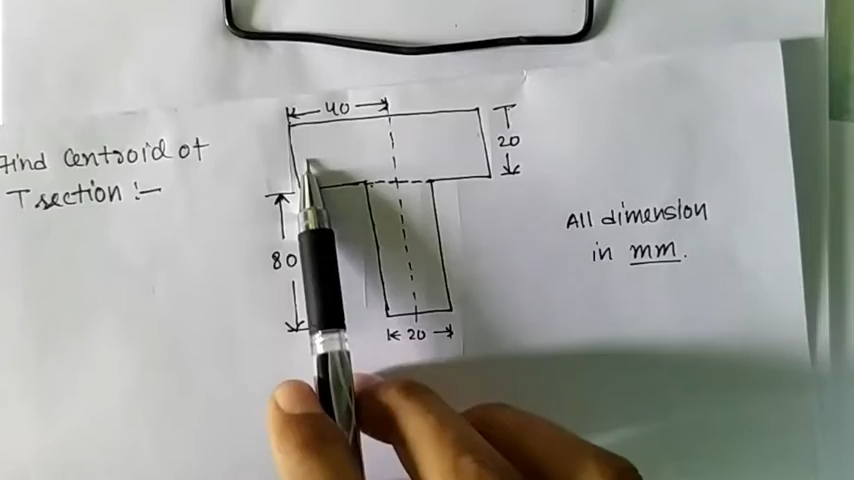 Find centroid of
T section :-
40
20
80
20
All dimension
in mm.